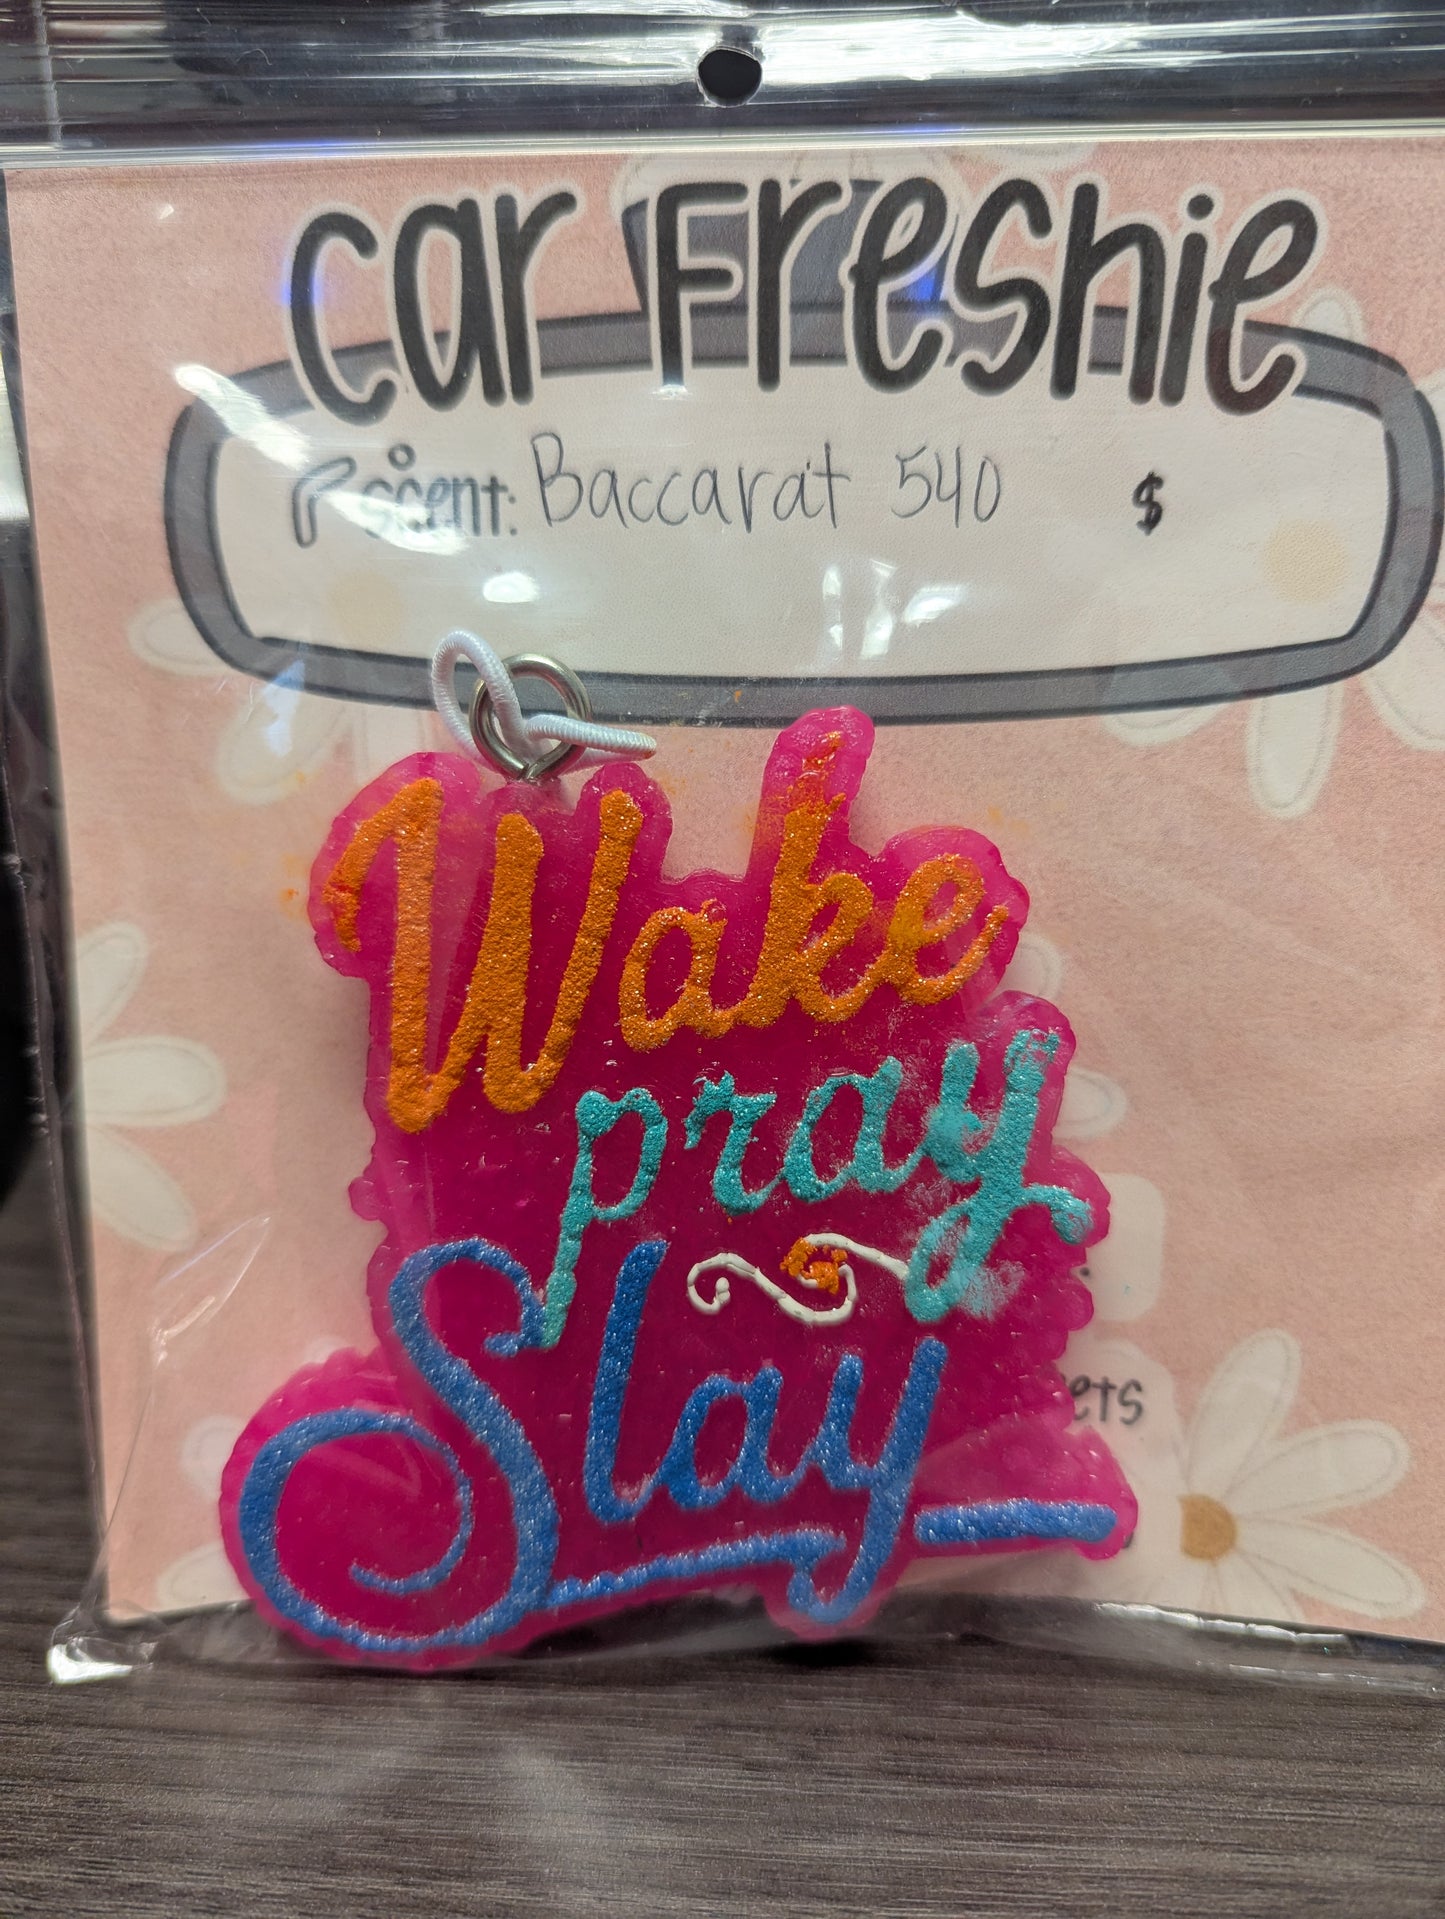 Car Freshie
scent: Baccarat 540 $
Wake
pray
Slay